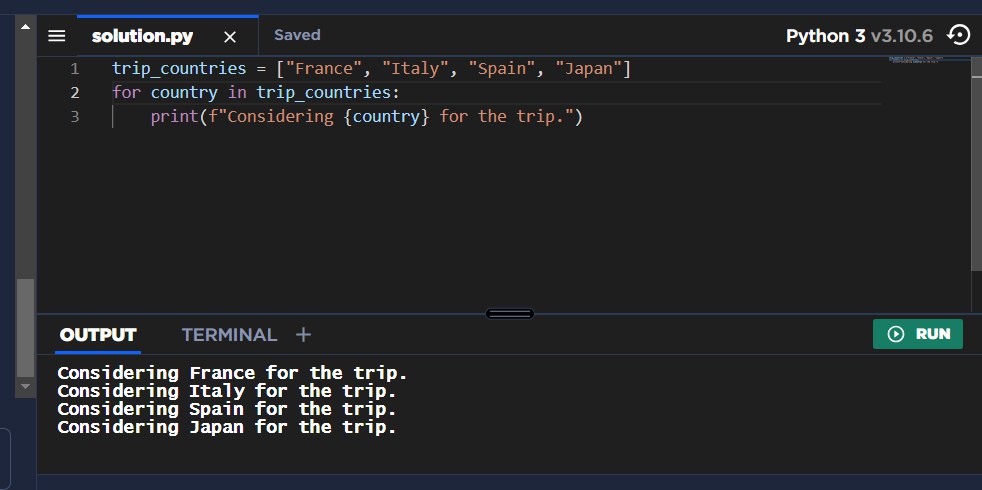 solution.py × Saved Python 3 v3.10.6
1 trip_countries = ["France", "Italy", "Spain", "Japan"]
2 for country in trip_countries:
3     print(f"Considering {country} for the trip.")
OUTPUT TERMINAL + RUN
Considering France for the trip.
Considering Italy for the trip.
Considering Spain for the trip.
Considering Japan for the trip.